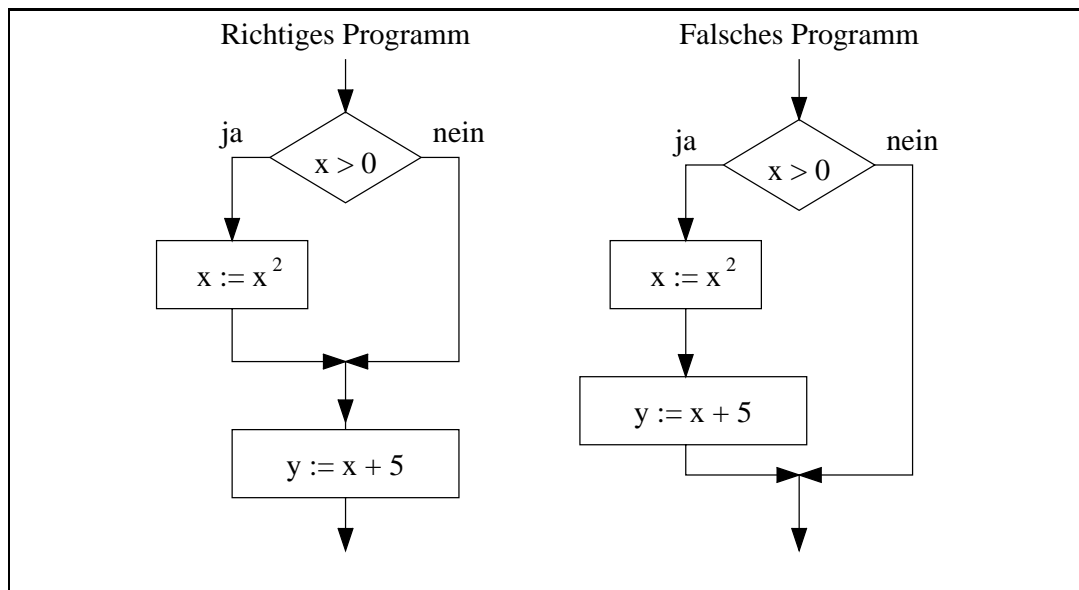 Richtiges Programm
ja
nein
x > 0
x := x²
y := x + 5
Falsches Programm
ja
nein
x > 0
x := x²
y := x + 5